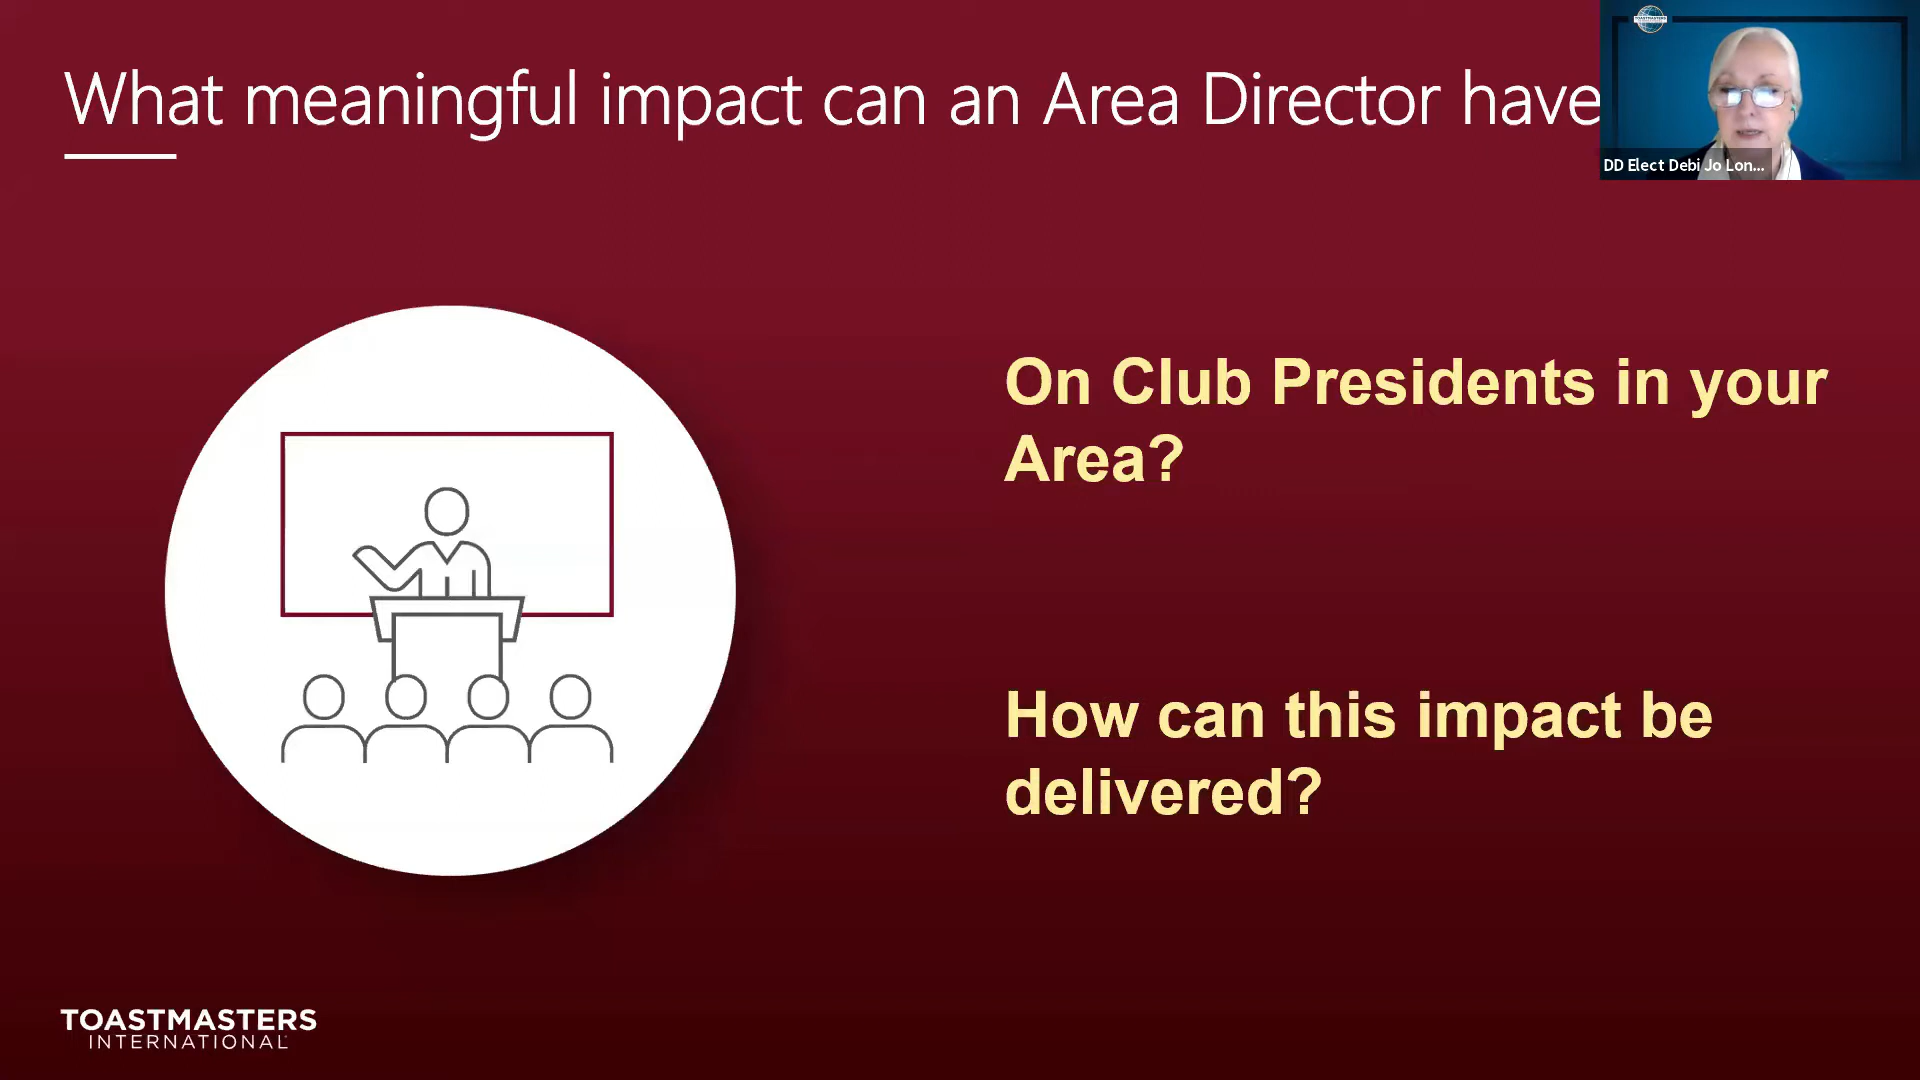 What meaningful impact can an Area Director have
DD Elect Debi Jo Lon...
On Club Presidents in your
Area?
How can this impact be
delivered?
TOASTMASTERS
INTERNATIONAL